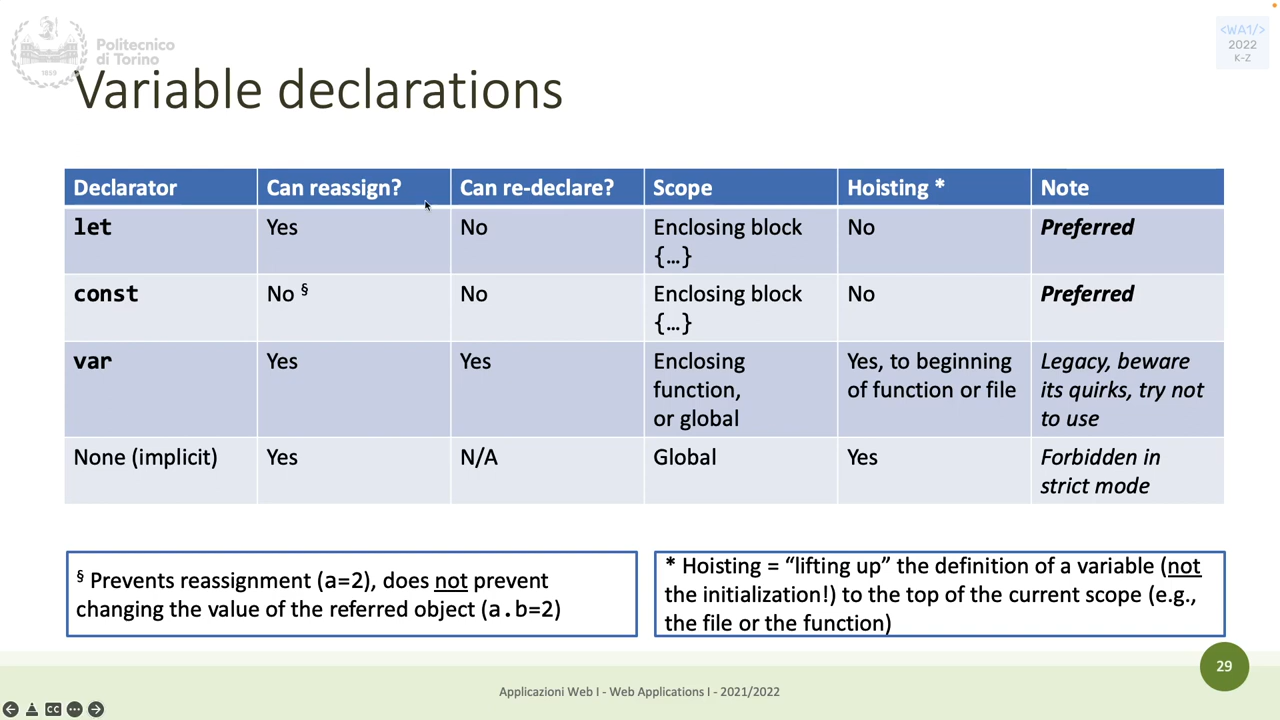 Politecnico
di Torino
1859
<WA1/>
2022
K-Z
Variable declarations
Declarator Can reassign? Can re-declare? Scope Hoisting * Note
let Yes No Enclosing block No Preferred
{…}
const No § No Enclosing block No Preferred
{…}
var Yes Yes Enclosing Yes, to beginning Legacy, beware
function, of function or file its quirks, try not
or global to use
None (implicit) Yes N/A Global Yes Forbidden in
strict mode
§ Prevents reassignment (a=2), does not prevent
changing the value of the referred object (a.b=2)
* Hoisting = “lifting up” the definition of a variable (not
the initialization!) to the top of the current scope (e.g.,
the file or the function)
29
Applicazioni Web I - Web Applications I - 2021/2022
CC